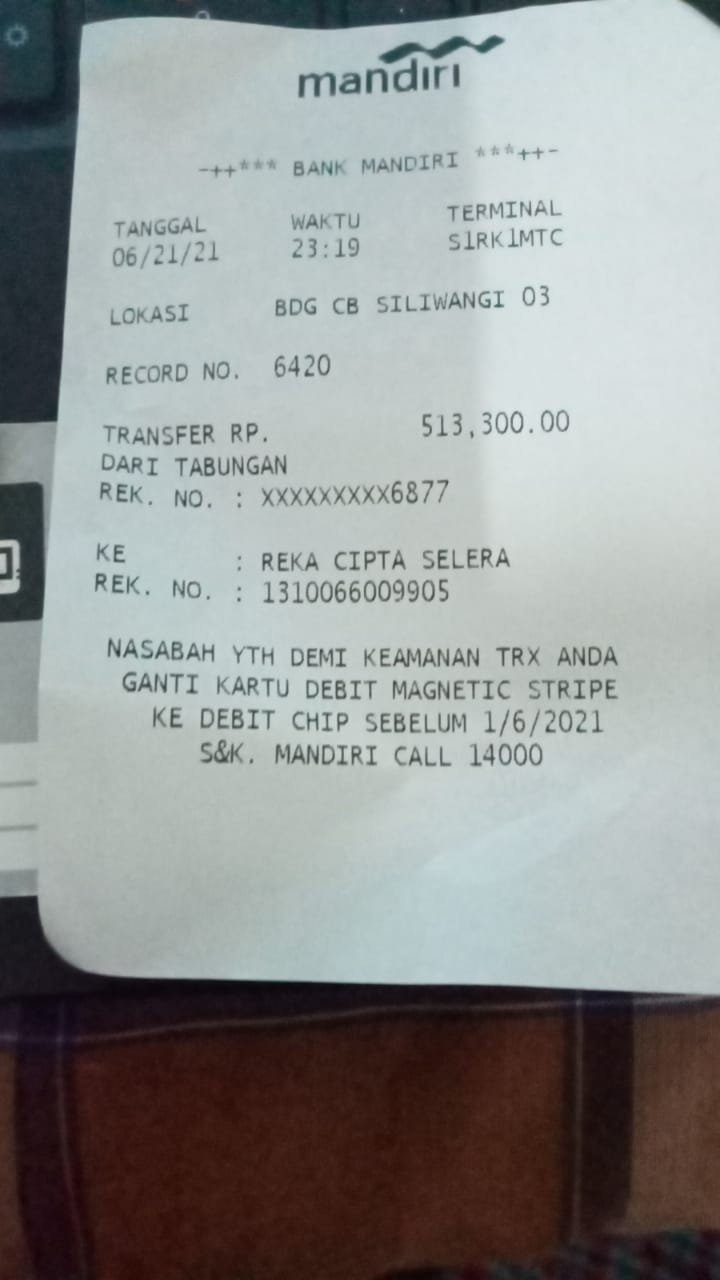 mandiri
-++*** BANK MANDIRI ***++-
TANGGAL WAKTU TERMINAL
06/21/21 23:19 S1RK1MTC
LOKASI BDG CB SILIWANGI 03
RECORD NO. 6420
TRANSFER RP. 513,300.00
DARI TABUNGAN
REK. NO. : XXXXXXXXX6877
KE : REKA CIPTA SELERA
REK. NO. : 1310066009905
NASABAH YTH DEMI KEAMANAN TRX ANDA
GANTI KARTU DEBIT MAGNETIC STRIPE
KE DEBIT CHIP SEBELUM 1/6/2021
S&K. MANDIRI CALL 14000